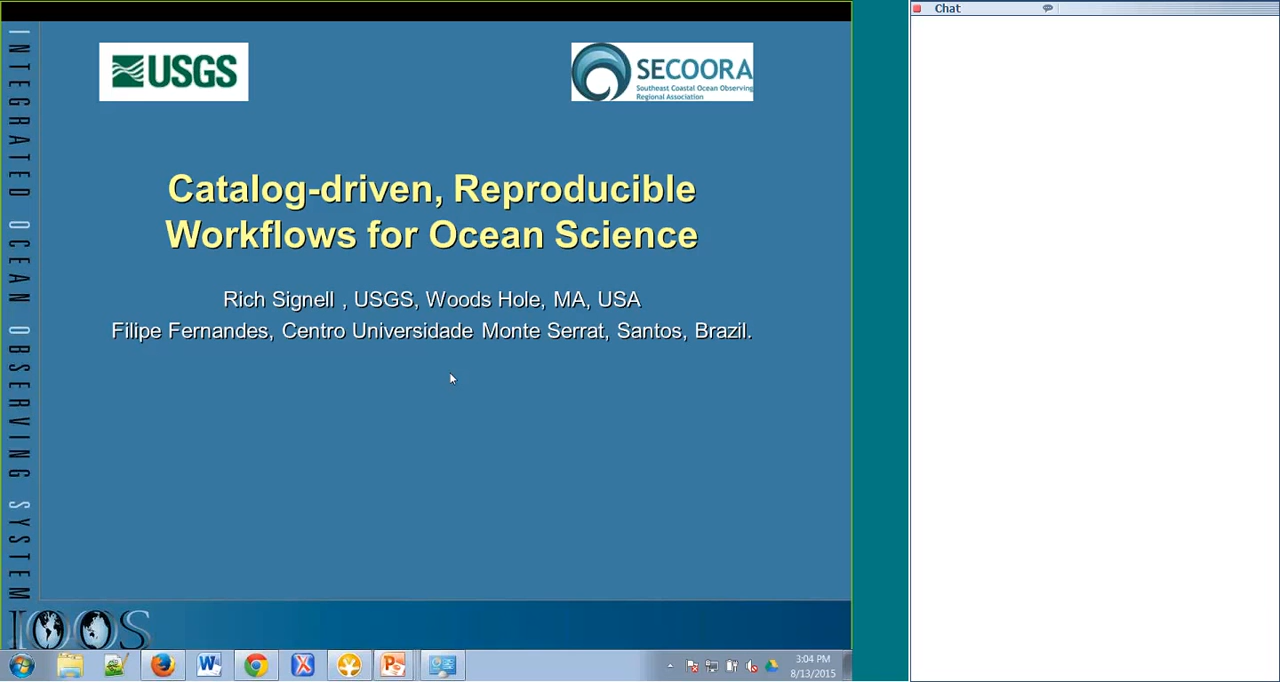 Chat
USGS
SECOORA
Southeast Coastal Ocean Observing
Regional Association
INTEGRATED OCEAN OBSERVING SYSTEM
Catalog-driven, Reproducible
Workflows for Ocean Science
Rich Signell , USGS, Woods Hole, MA, USA
Filipe Fernandes, Centro Universidade Monte Serrat, Santos, Brazil.
IOOS
3:04 PM
8/13/2015